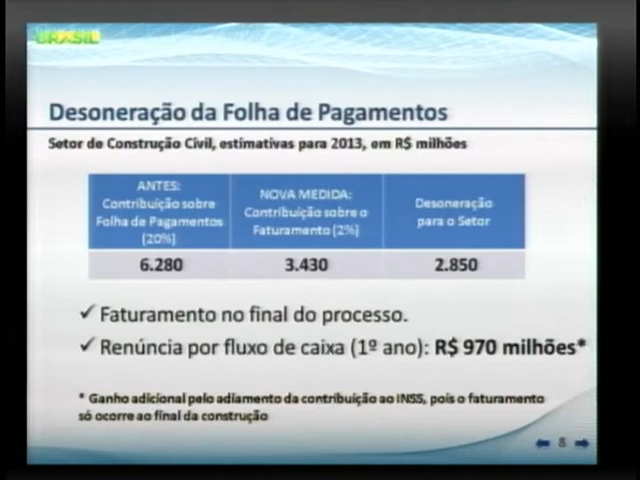 BRASIL
Desoneração da Folha de Pagamentos
Setor de Construção Civil, estimativas para 2013, em R$ milhões
ANTES:
Contribuição sobre
Folha de Pagamentos
(20%)
NOVA MEDIDA:
Contribuição sobre o
Faturamento (2%)
Desoneração
para o Setor
6.280 3.430 2.850
✓ Faturamento no final do processo.
✓ Renúncia por fluxo de caixa (1º ano): R$ 970 milhões*
* Ganho adicional pelo adiamento da contribuição ao INSS, pois o faturamento
só ocorre ao final da construção
8